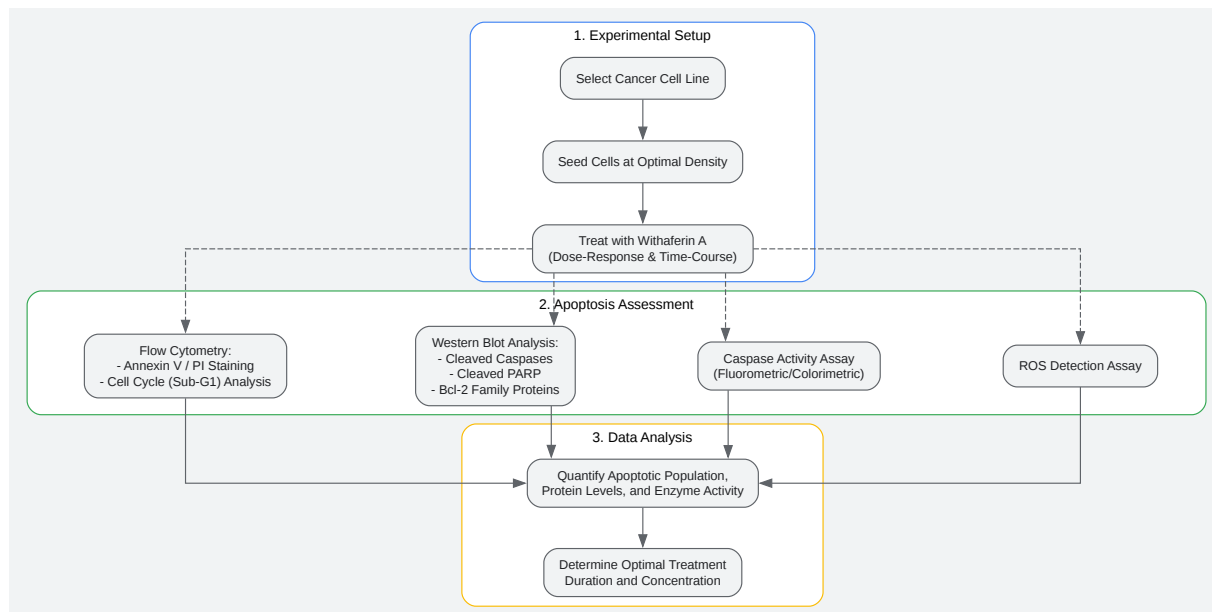 1. Experimental Setup
Select Cancer Cell Line
Seed Cells at Optimal Density
Treat with Withaferin A
(Dose-Response & Time-Course)
2. Apoptosis Assessment
Flow Cytometry:
- Annexin V / PI Staining
- Cell Cycle (Sub-G1) Analysis
Western Blot Analysis:
- Cleaved Caspases
- Cleaved PARP
- Bcl-2 Family Proteins
Caspase Activity Assay
(Fluorometric/Colorimetric)
ROS Detection Assay
3. Data Analysis
Quantify Apoptotic Population,
Protein Levels, and Enzyme Activity
Determine Optimal Treatment
Duration and Concentration